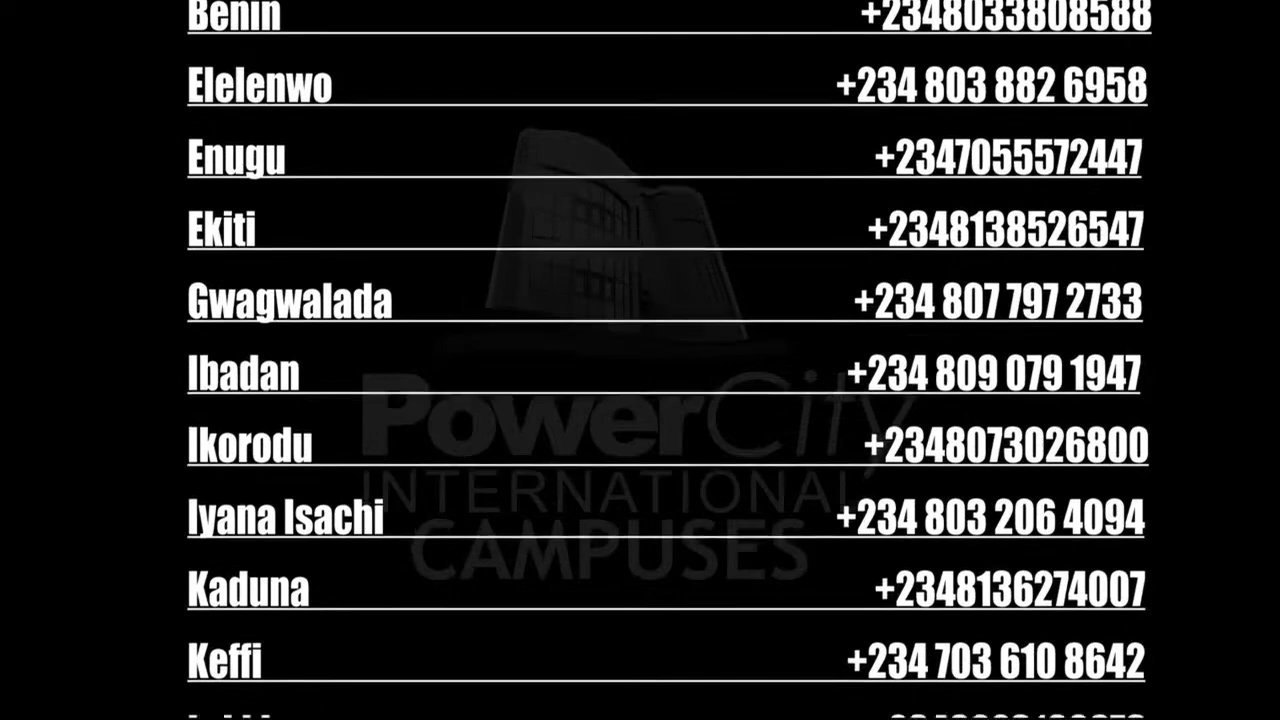 Benin +2348033808588
Elelenwo +234 803 882 6958
Enugu +2347055572447
Ekiti +2348138526547
Gwagwalada +234 807 797 2733
Ibadan +234 809 079 1947
Ikorodu +2348073026800
Iyana Isachi +234 803 206 4094
Kaduna +2348136274007
Keffi +234 703 610 8642
PowerCity
INTERNATIONAL
CAMPUSES